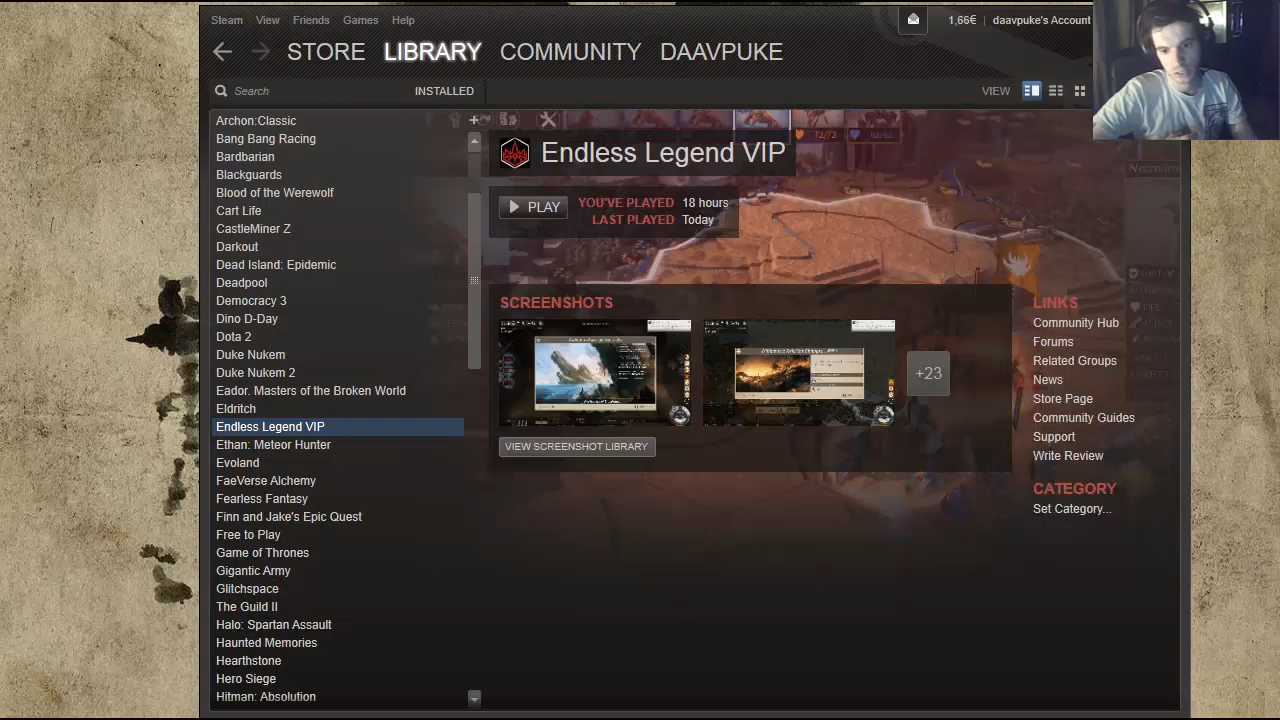 Steam View Friends Games Help
1,66€ | daavpuke's Account
STORE LIBRARY COMMUNITY DAAVPUKE
Search INSTALLED
VIEW
Archon:Classic
Bang Bang Racing
Bardbarian
Blackguards
Blood of the Werewolf
Cart Life
CastleMiner Z
Darkout
Dead Island: Epidemic
Deadpool
Democracy 3
Dino D-Day
Dota 2
Duke Nukem
Duke Nukem 2
Eador. Masters of the Broken World
Eldritch
Endless Legend VIP
Ethan: Meteor Hunter
Evoland
FaeVerse Alchemy
Fearless Fantasy
Finn and Jake's Epic Quest
Free to Play
Game of Thrones
Gigantic Army
Glitchspace
The Guild II
Halo: Spartan Assault
Haunted Memories
Hearthstone
Hero Siege
Hitman: Absolution
72/72
62/62
Endless Legend VIP
PLAY
YOU'VE PLAYED 18 hours
LAST PLAYED Today
SCREENSHOTS
+23
VIEW SCREENSHOT LIBRARY
LINKS
Community Hub
Forums
Related Groups
News
Store Page
Community Guides
Support
Write Review
CATEGORY
Set Category...